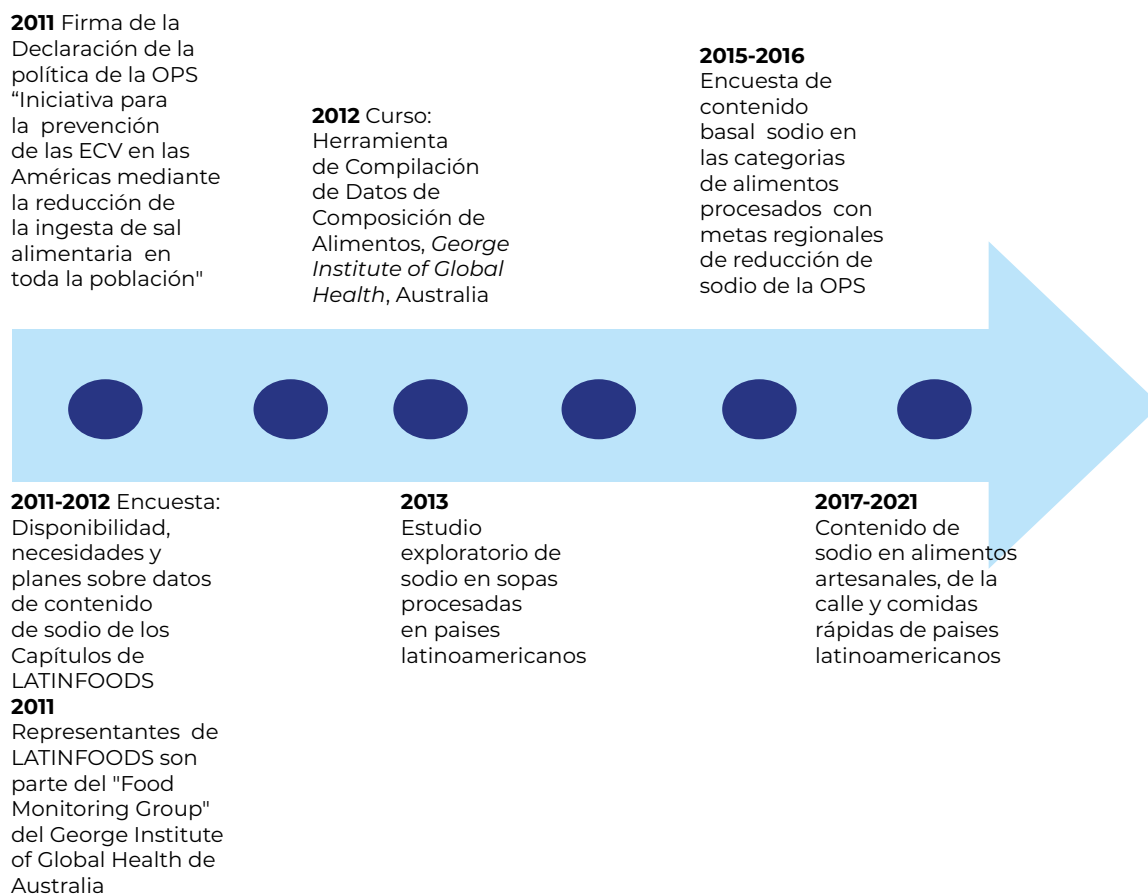 2011 Firma de la
Declaración de la
política de la OPS
“Iniciativa para
la prevención
de las ECV en las
Américas mediante
la reducción de
la ingesta de sal
alimentaria en
toda la población"
2012 Curso:
Herramienta
de Compilación
de Datos de
Composición de
Alimentos, George
Institute of Global
Health, Australia
2015-2016
Encuesta de
contenido
basal sodio en
las categorias
de alimentos
procesados con
metas regionales
de reducción de
sodio de la OPS
2011-2012 Encuesta:
Disponibilidad,
necesidades y
planes sobre datos
de contenido
de sodio de los
Capítulos de
LATINFOODS
2011
Representantes de
LATINFOODS son
parte del "Food
Monitoring Group"
del George Institute
of Global Health de
Australia
2013
Estudio
exploratorio de
sodio en sopas
procesadas
en paises
latinoamericanos
2017-2021
Contenido de
sodio en alimentos
artesanales, de la
calle y comidas
rápidas de paises
latinoamericanos